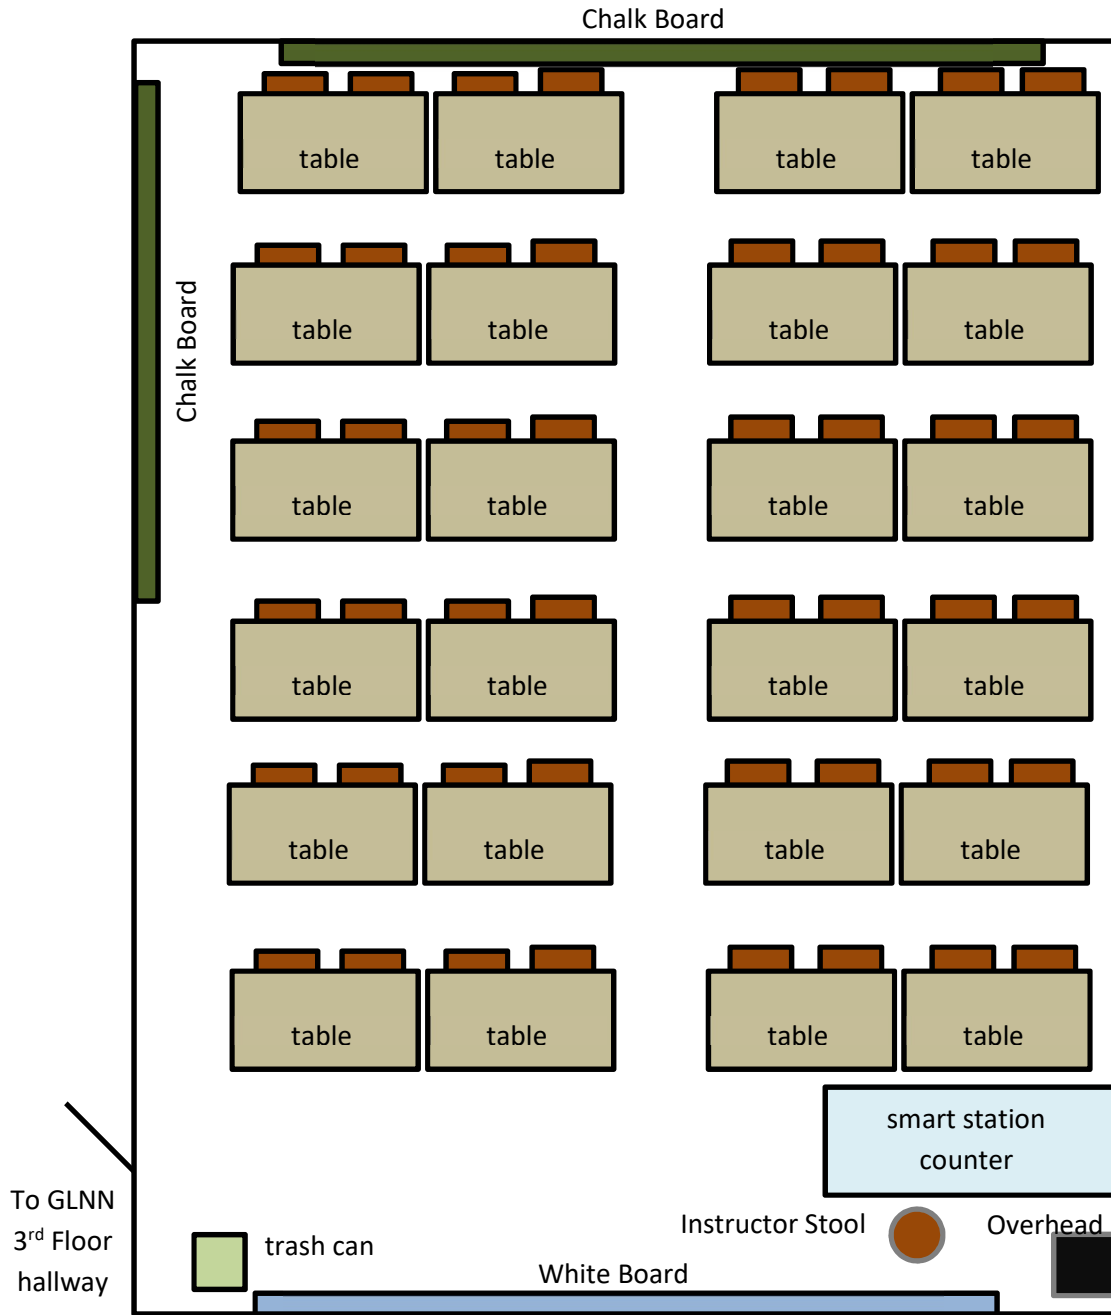 Chalk Board
table table table table
Chalk Board
table table table table
table table table table
table table table table
table table table table
table table table table
smart station
counter
To GLNN
3rd Floor
hallway
trash can
Instructor Stool
Overhead
White Board